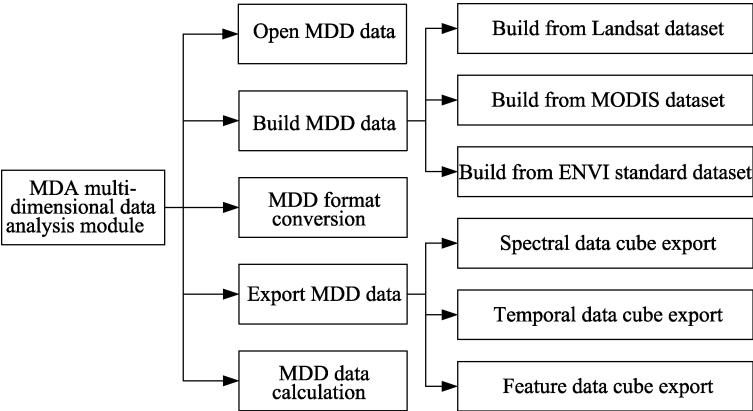 MDA multi-
dimensional data
analysis module
Open MDD data
Build MDD data
MDD format
conversion
Export MDD data
MDD data
calculation
Build from Landsat dataset
Build from MODIS dataset
Build from ENVI standard dataset
Spectral data cube export
Temporal data cube export
Feature data cube export